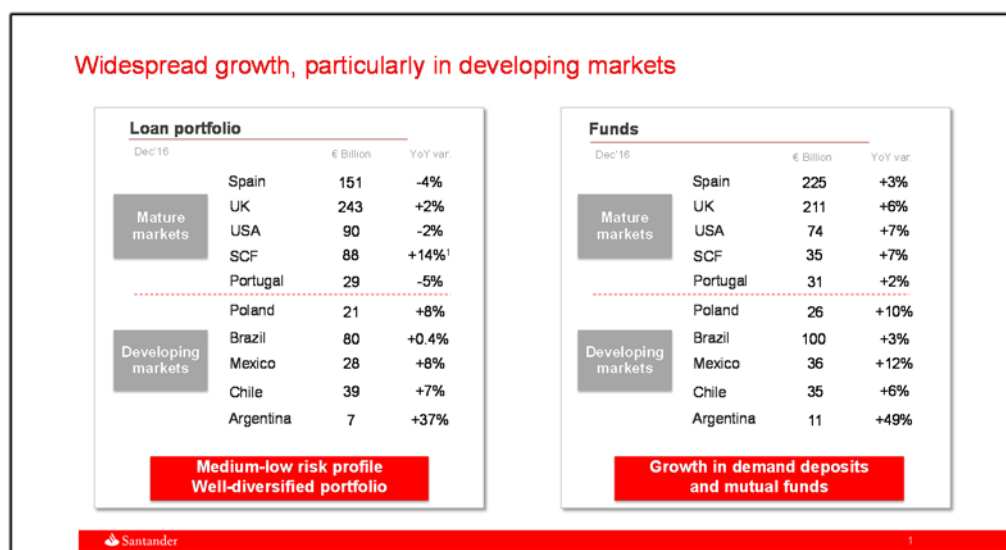 Widespread growth, particularly in developing markets
Loan portfolio
Dec'16 € Billion YoY var.
Mature
markets
Spain 151 -4%
UK 243 +2%
USA 90 -2%
SCF 88 +14%¹
Portugal 29 -5%
Developing
markets
Poland 21 +8%
Brazil 80 +0.4%
Mexico 28 +8%
Chile 39 +7%
Argentina 7 +37%
Medium-low risk profile
Well-diversified portfolio
Funds
Dec'16 € Billion YoY var.
Mature
markets
Spain 225 +3%
UK 211 +6%
USA 74 +7%
SCF 35 +7%
Portugal 31 +2%
Developing
markets
Poland 26 +10%
Brazil 100 +3%
Mexico 36 +12%
Chile 35 +6%
Argentina 11 +49%
Growth in demand deposits
and mutual funds
Santander 1